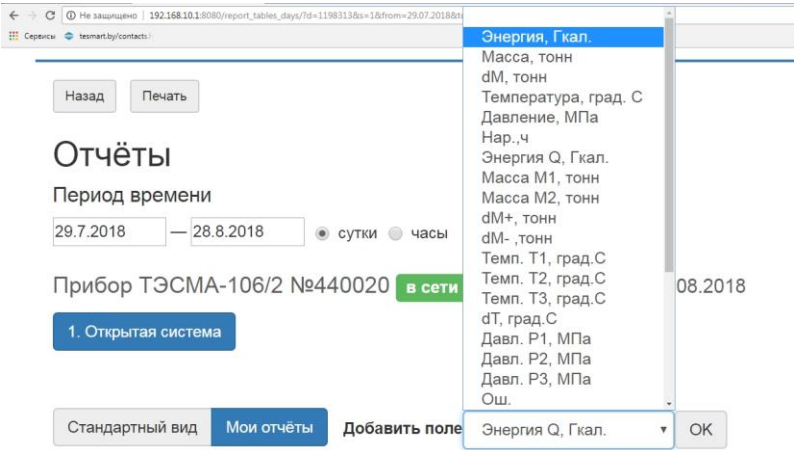 Не защищено | 192.168.10.1:8080/report_tables_days/?d=1198313&s=1&from=29.07.2018&t
Сервисы tesmart.by/contacts.
Назад Печать
Отчёты
Период времени
29.7.2018 — 28.8.2018 сутки часы
Прибор ТЭСМА-106/2 №440020 в сети 08.2018
1. Открытая система
Энергия, Гкал.
Масса, тонн
dM, тонн
Температура, град. С
Давление, МПа
Нар.,ч
Энергия Q, Гкал.
Масса М1, тонн
Масса М2, тонн
dM+, тонн
dM- ,тонн
Темп. Т1, град.С
Темп. Т2, град.С
Темп. Т3, град.С
dT, град.С
Давл. Р1, МПа
Давл. Р2, МПа
Давл. Р3, МПа
Ош.
Стандартный вид Мои отчёты Добавить поле Энергия Q, Гкал. OK